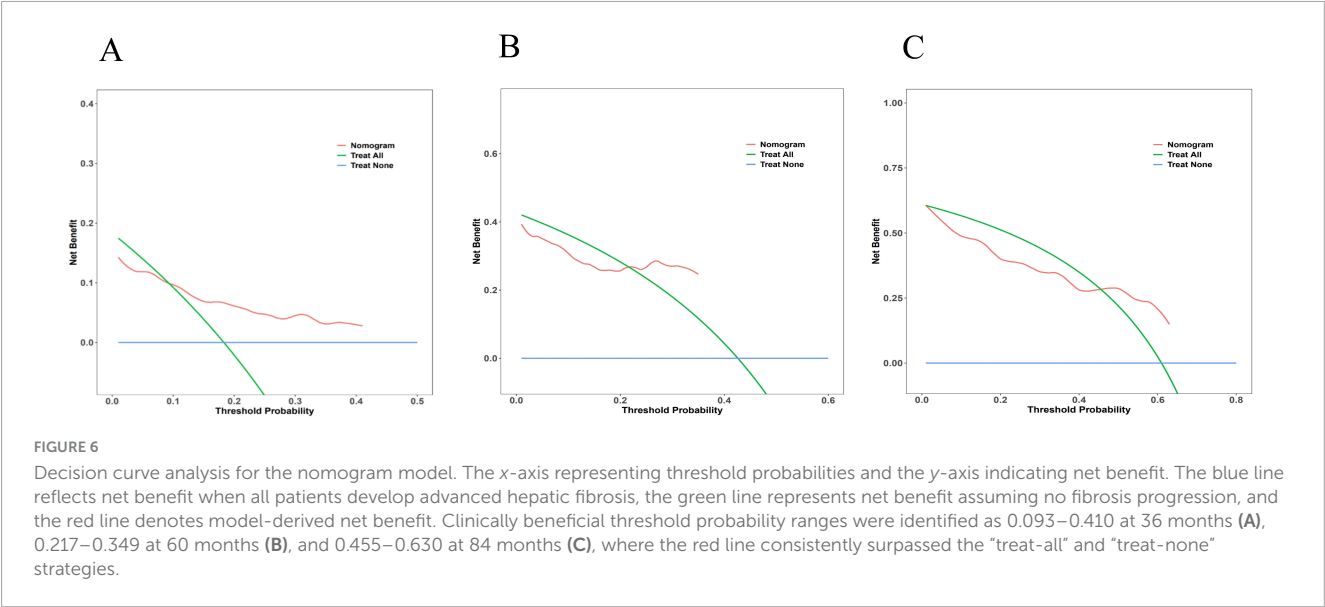 A
B
C
0.4
0.3
0.2
0.1
0.0
Net Benefit
Nomogram
Treat All
Treat None
0.0 0.1 0.2 0.3 0.4 0.5
Threshold Probability
0.6
0.4
0.2
0.0
Net Benefit
Nomogram
Treat All
Treat None
0.0 0.2 0.4 0.6
Threshold Probability
1.00
0.75
0.50
0.25
0.00
Net Benefit
Nomogram
Treat All
Treat None
0.0 0.2 0.4 0.6 0.8
Threshold Probability
FIGURE 6
Decision curve analysis for the nomogram model. The x-axis representing threshold probabilities and the y-axis indicating net benefit. The blue line
reflects net benefit when all patients develop advanced hepatic fibrosis, the green line represents net benefit assuming no fibrosis progression, and
the red line denotes model-derived net benefit. Clinically beneficial threshold probability ranges were identified as 0.093–0.410 at 36 months (A),
0.217–0.349 at 60 months (B), and 0.455–0.630 at 84 months (C), where the red line consistently surpassed the “treat-all” and “treat-none”
strategies.